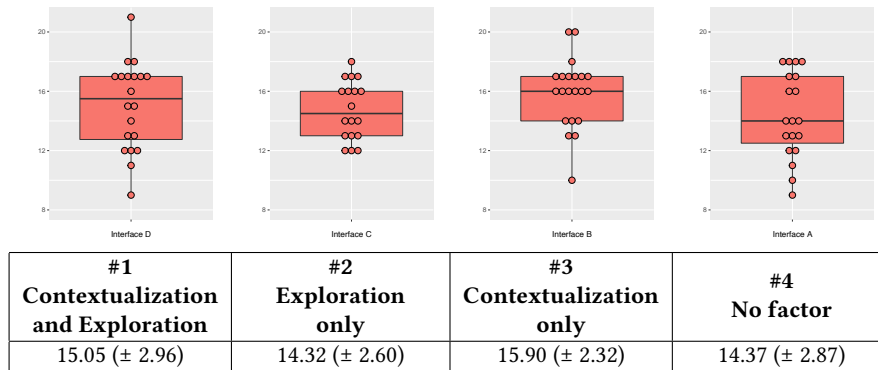 20
16
12
8
Interface D
20
16
12
8
Interface C
20
16
12
8
Interface B
20
16
12
8
Interface A
#1
Contextualization
and Exploration
#2
Exploration
only
#3
Contextualization
only
#4
No factor
15.05 (± 2.96)
14.32 (± 2.60)
15.90 (± 2.32)
14.37 (± 2.87)